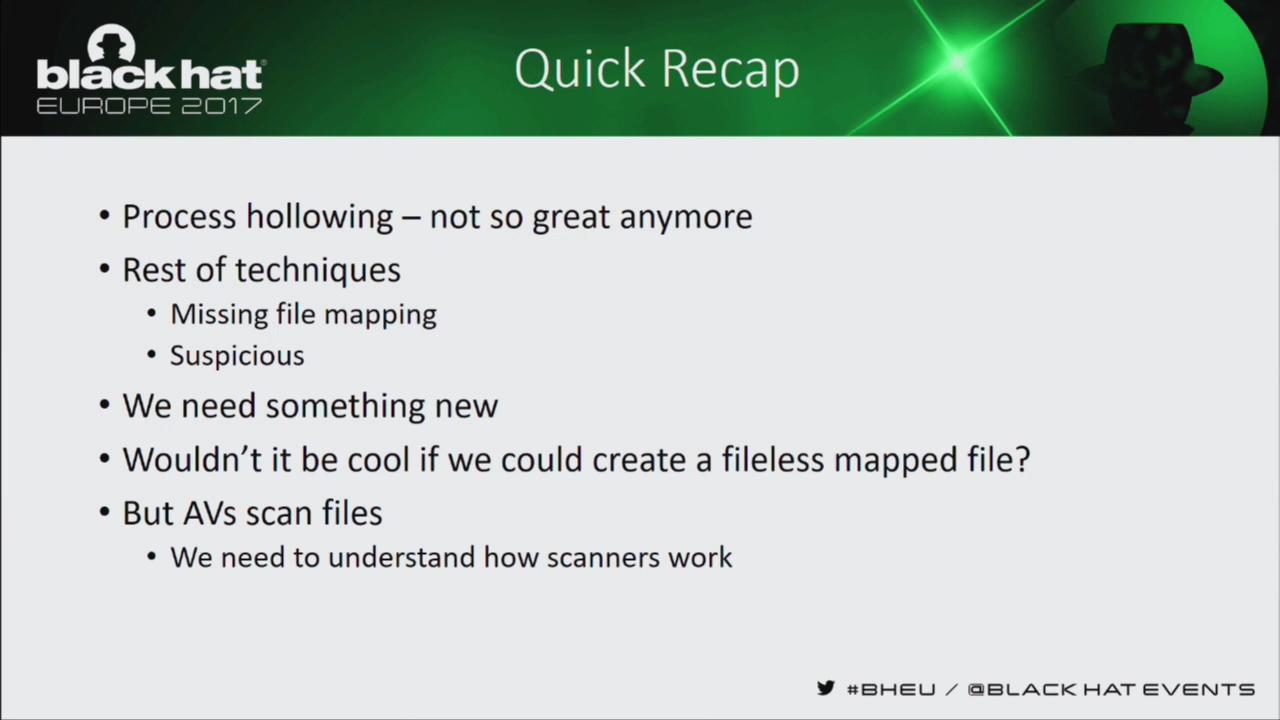 black hat®
EUROPE 2017
Quick Recap
• Process hollowing – not so great anymore
• Rest of techniques
• Missing file mapping
• Suspicious
• We need something new
• Wouldn’t it be cool if we could create a fileless mapped file?
• But AVs scan files
• We need to understand how scanners work
#BHEU / @BLACK HAT EVENTS